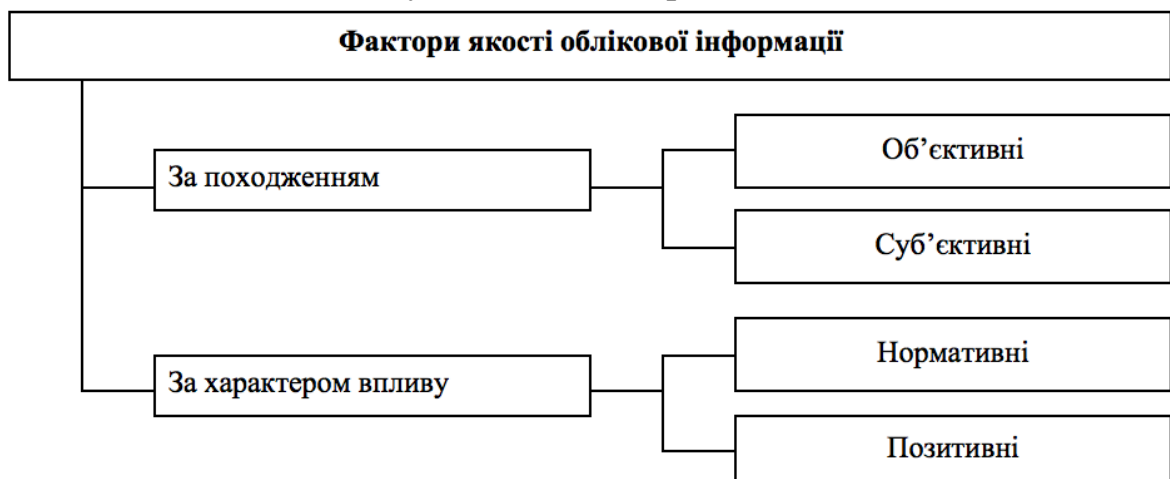 Фактори якості облікової інформації
За походженням
Об’єктивні
Суб’єктивні
За характером впливу
Нормативні
Позитивні